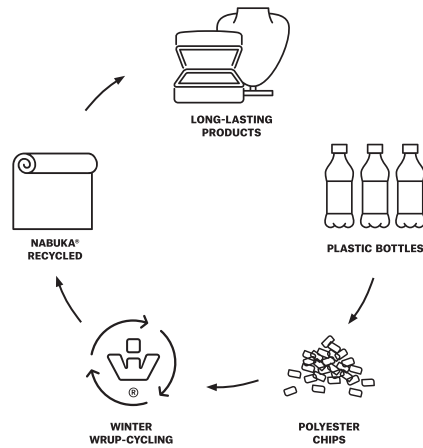 LONG-LASTING
PRODUCTS
NABUKA®
RECYCLED
PLASTIC BOTTLES
®
WINTER
WRUP-CYCLING
POLYESTER
CHIPS